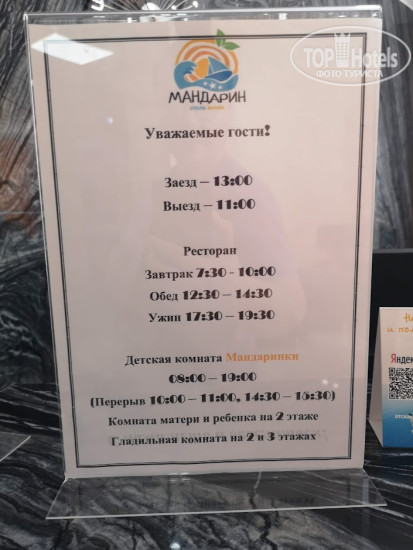 TOPHotels
ФОТО ТУРИСТА
МАНДАРИН
Уважаемые гости!
Заезд – 13:00
Выезд – 11:00
Ресторан
Завтрак 7:30 - 10:00
Обед 12:30 – 14:30
Ужин 17:30 – 19:30
Детская комната Мандаринки
08:00 – 19:00
(Перерыв 10:00 – 11:00, 14:30 – 15:30)
Комната матери и ребенка на 2 этаже
Гладильная комната на 2 и 3 этажах